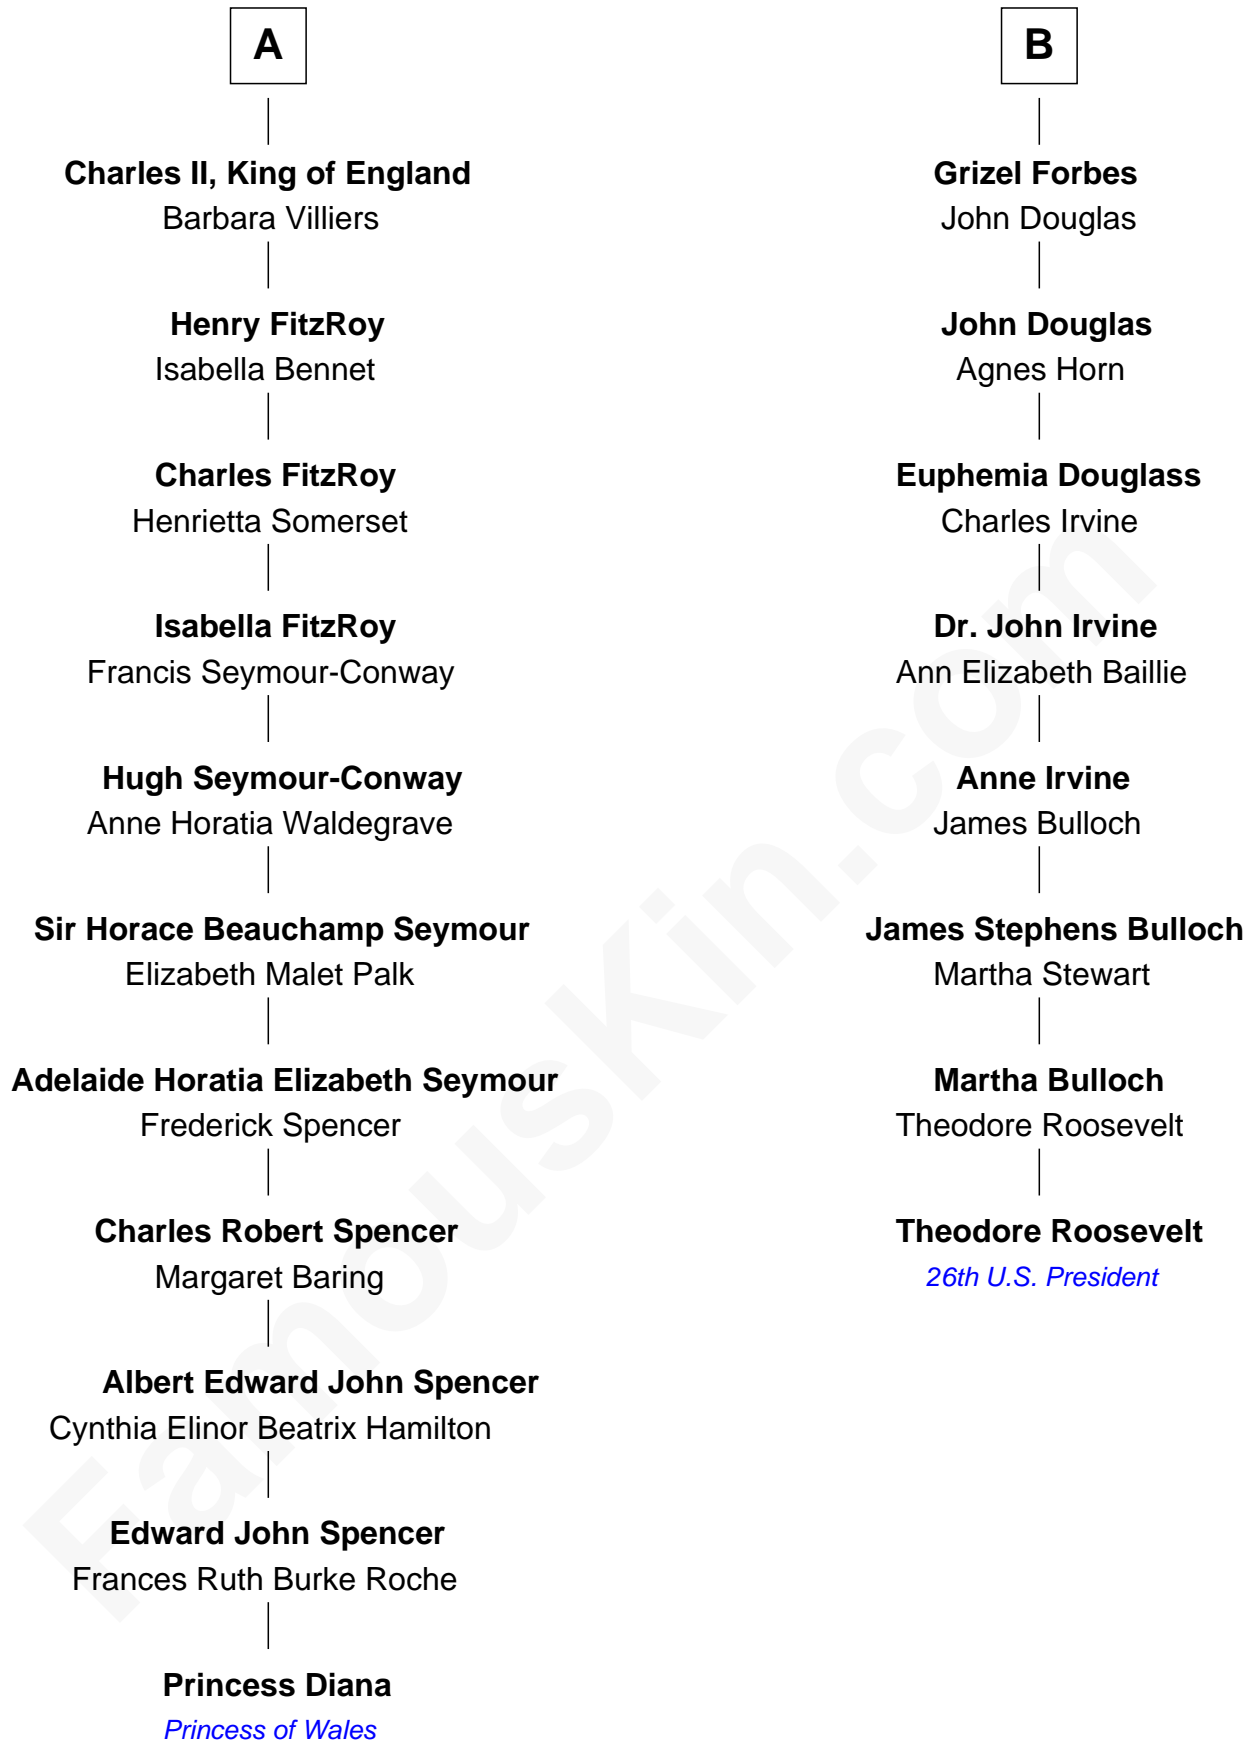 A
Charles II, King of England
Barbara Villiers
Henry FitzRoy
Isabella Bennet
Charles FitzRoy
Henrietta Somerset
Isabella FitzRoy
Francis Seymour-Conway
Hugh Seymour-Conway
Anne Horatia Waldegrave
Sir Horace Beauchamp Seymour
Elizabeth Malet Palk
Adelaide Horatia Elizabeth Seymour
Frederick Spencer
Charles Robert Spencer
Margaret Baring
Albert Edward John Spencer
Cynthia Elinor Beatrix Hamilton
Edward John Spencer
Frances Ruth Burke Roche
Princess Diana
Princess of Wales
B
Grizel Forbes
John Douglas
John Douglas
Agnes Horn
Euphemia Douglass
Charles Irvine
Dr. John Irvine
Ann Elizabeth Baillie
Anne Irvine
James Bulloch
James Stephens Bulloch
Martha Stewart
Martha Bulloch
Theodore Roosevelt
Theodore Roosevelt
26th U.S. President
FamousKin.com